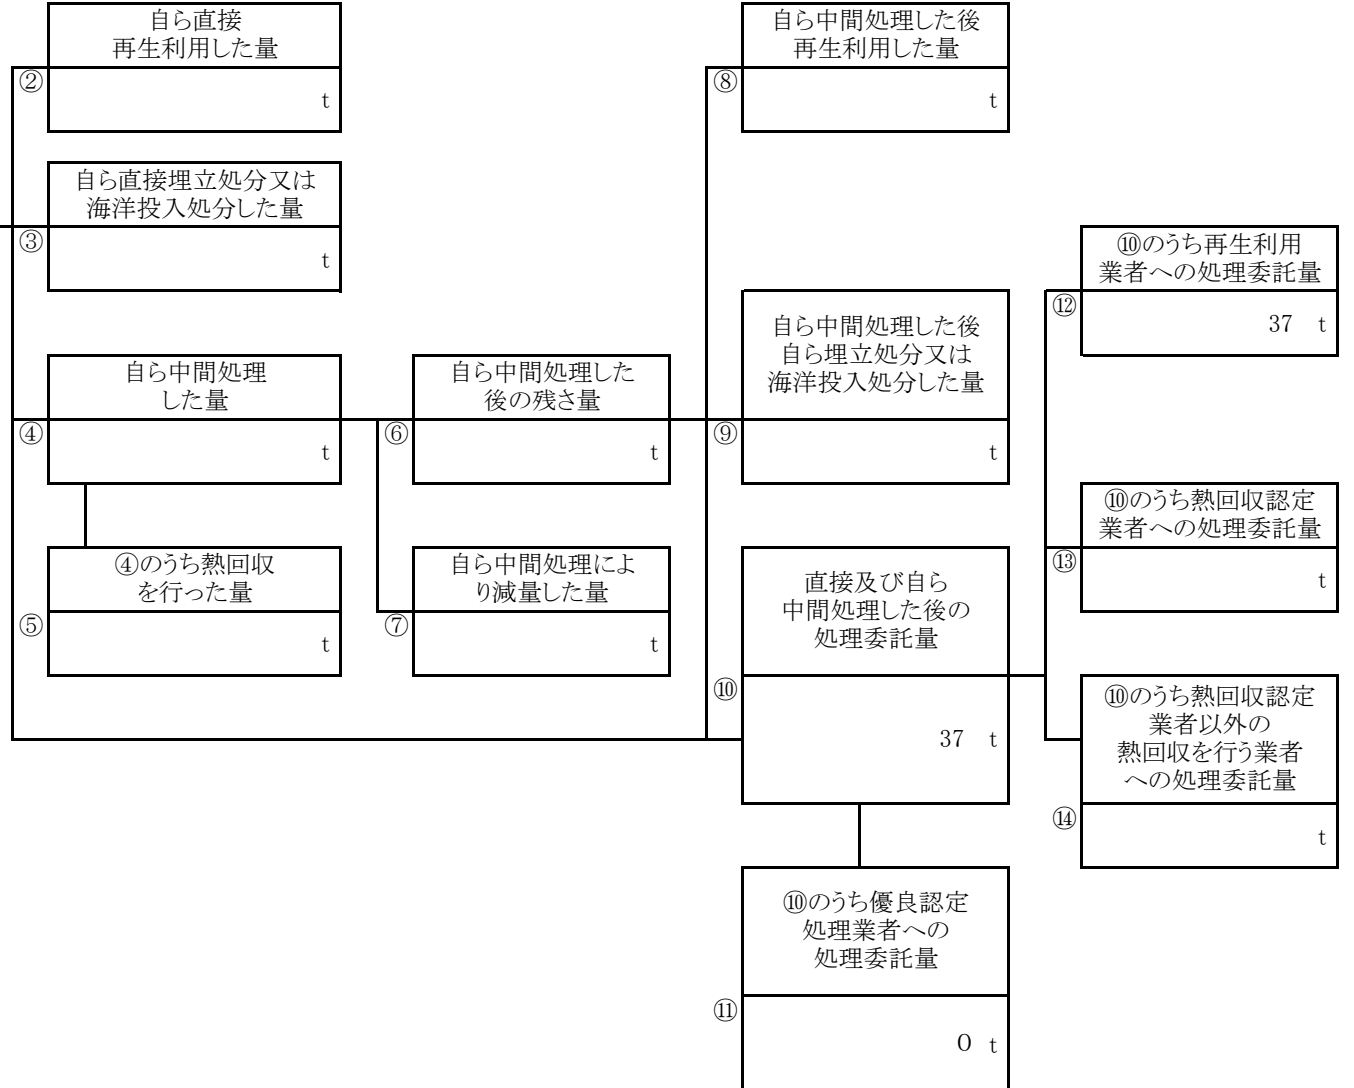 自ら直接
再生利用した量
②
t
自ら直接埋立処分又は
海洋投入処分した量
③
t
自ら中間処理
した量
④
t
④のうち熱回収
を行った量
⑤
t
自ら中間処理した
後の残さ量
⑥
t
自ら中間処理によ
り減量した量
⑦
t
自ら中間処理した後
再生利用した量
⑧
t
自ら中間処理した後
自ら埋立処分又は
海洋投入処分した量
⑨
t
直接及び自ら
中間処理した後の
処理委託量
⑩
37 t
⑩のうち優良認定
処理業者への
処理委託量
⑪
0 t
⑩のうち再生利用
業者への処理委託量
⑫
37 t
⑩のうち熱回収認定
業者への処理委託量
⑬
t
⑩のうち熱回収認定
業者以外の
熱回収を行う業者
への処理委託量
⑭
t